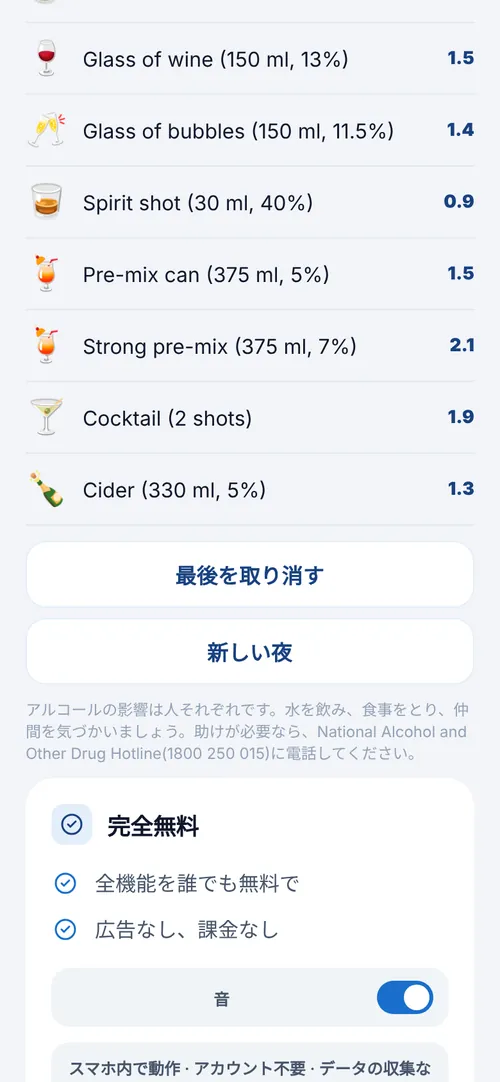 Glass of wine (150 ml, 13%) 1.5
Glass of bubbles (150 ml, 11.5%) 1.4
Spirit shot (30 ml, 40%) 0.9
Pre-mix can (375 ml, 5%) 1.5
Strong pre-mix (375 ml, 7%) 2.1
Cocktail (2 shots) 1.9
Cider (330 ml, 5%) 1.3
最後を取り消す
新しい夜
アルコールの影響は人それぞれです。水を飲み、食事をとり、仲
間を気づかいましょう。助けが必要なら、National Alcohol and
Other Drug Hotline(1800 250 015)に電話してください。
完全無料
全機能を誰でも無料で
広告なし、課金なし
音
スマホ内で動作 · アカウント不要 · データの収集な